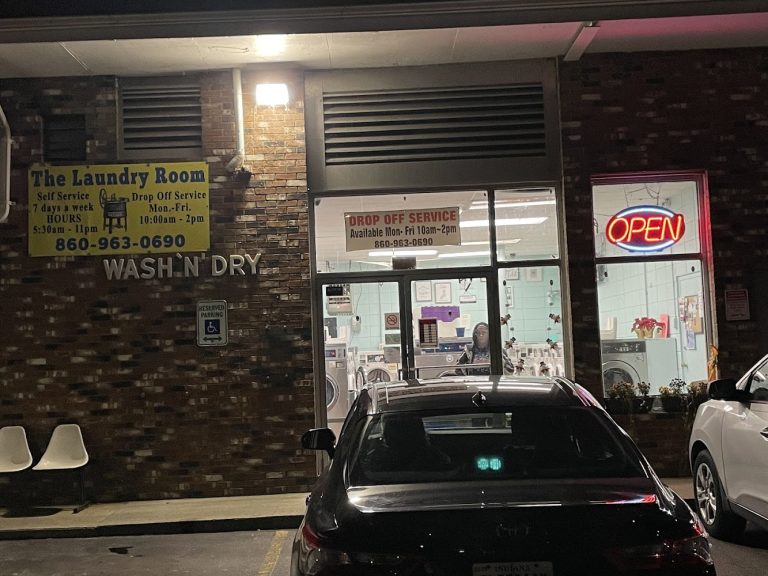 The Laundry Room
Self Service
7 days a week
HOURS
5:30am - 11pm
Drop Off Service
Mon.-Fri.
10:00am - 2pm
860-963-0690
WASH 'N' DRY
RESERVED
PARKING
DROP OFF SERVICE
Available Mon- Fri 10am-2pm
860-963-0690
OPEN
INDIANA